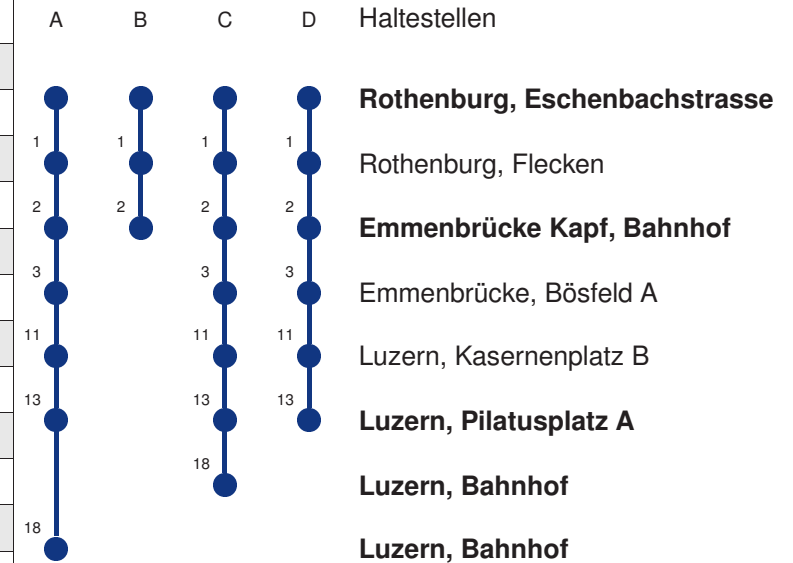 A B C D Haltestellen
Rothenburg, Eschenbachstrasse
1 1 1 1 Rothenburg, Flecken
2 2 2 2 Emmenbrücke Kapf, Bahnhof
3 3 3 Emmenbrücke, Bösfeld A
11 11 11 Luzern, Kasernenplatz B
13 13 13 Luzern, Pilatusplatz A
18 Luzern, Bahnhof
18 Luzern, Bahnhof